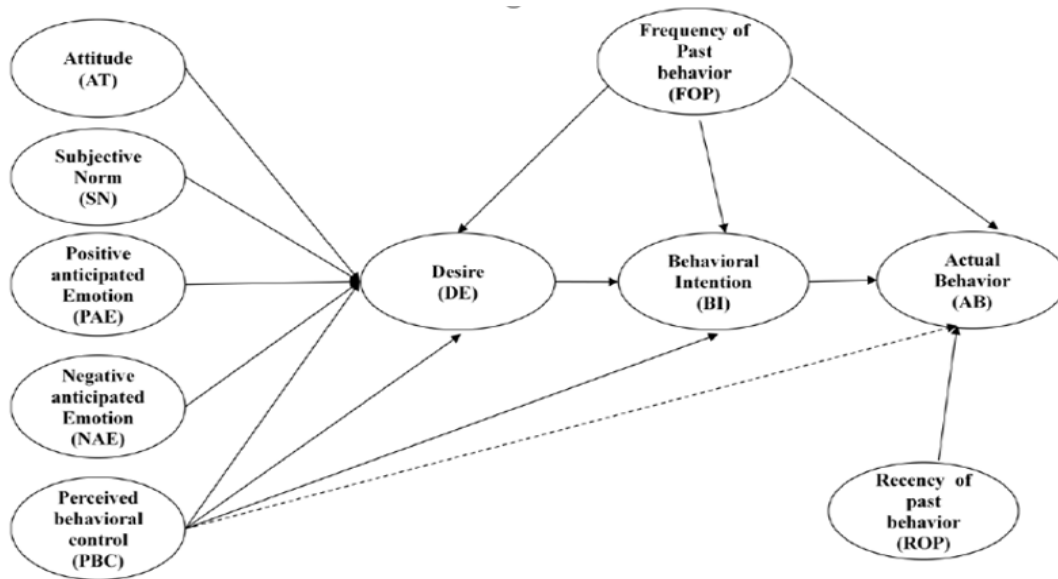 Attitude
(AT)
Subjective
Norm
(SN)
Positive
anticipated
Emotion
(PAE)
Negative
anticipated
Emotion
(NAE)
Perceived
behavioral
control
(PBC)
Desire
(DE)
Frequency of
Past
behavior
(FOP)
Behavioral
Intention
(BI)
Actual
Behavior
(AB)
Recency of
past
behavior
(ROP)